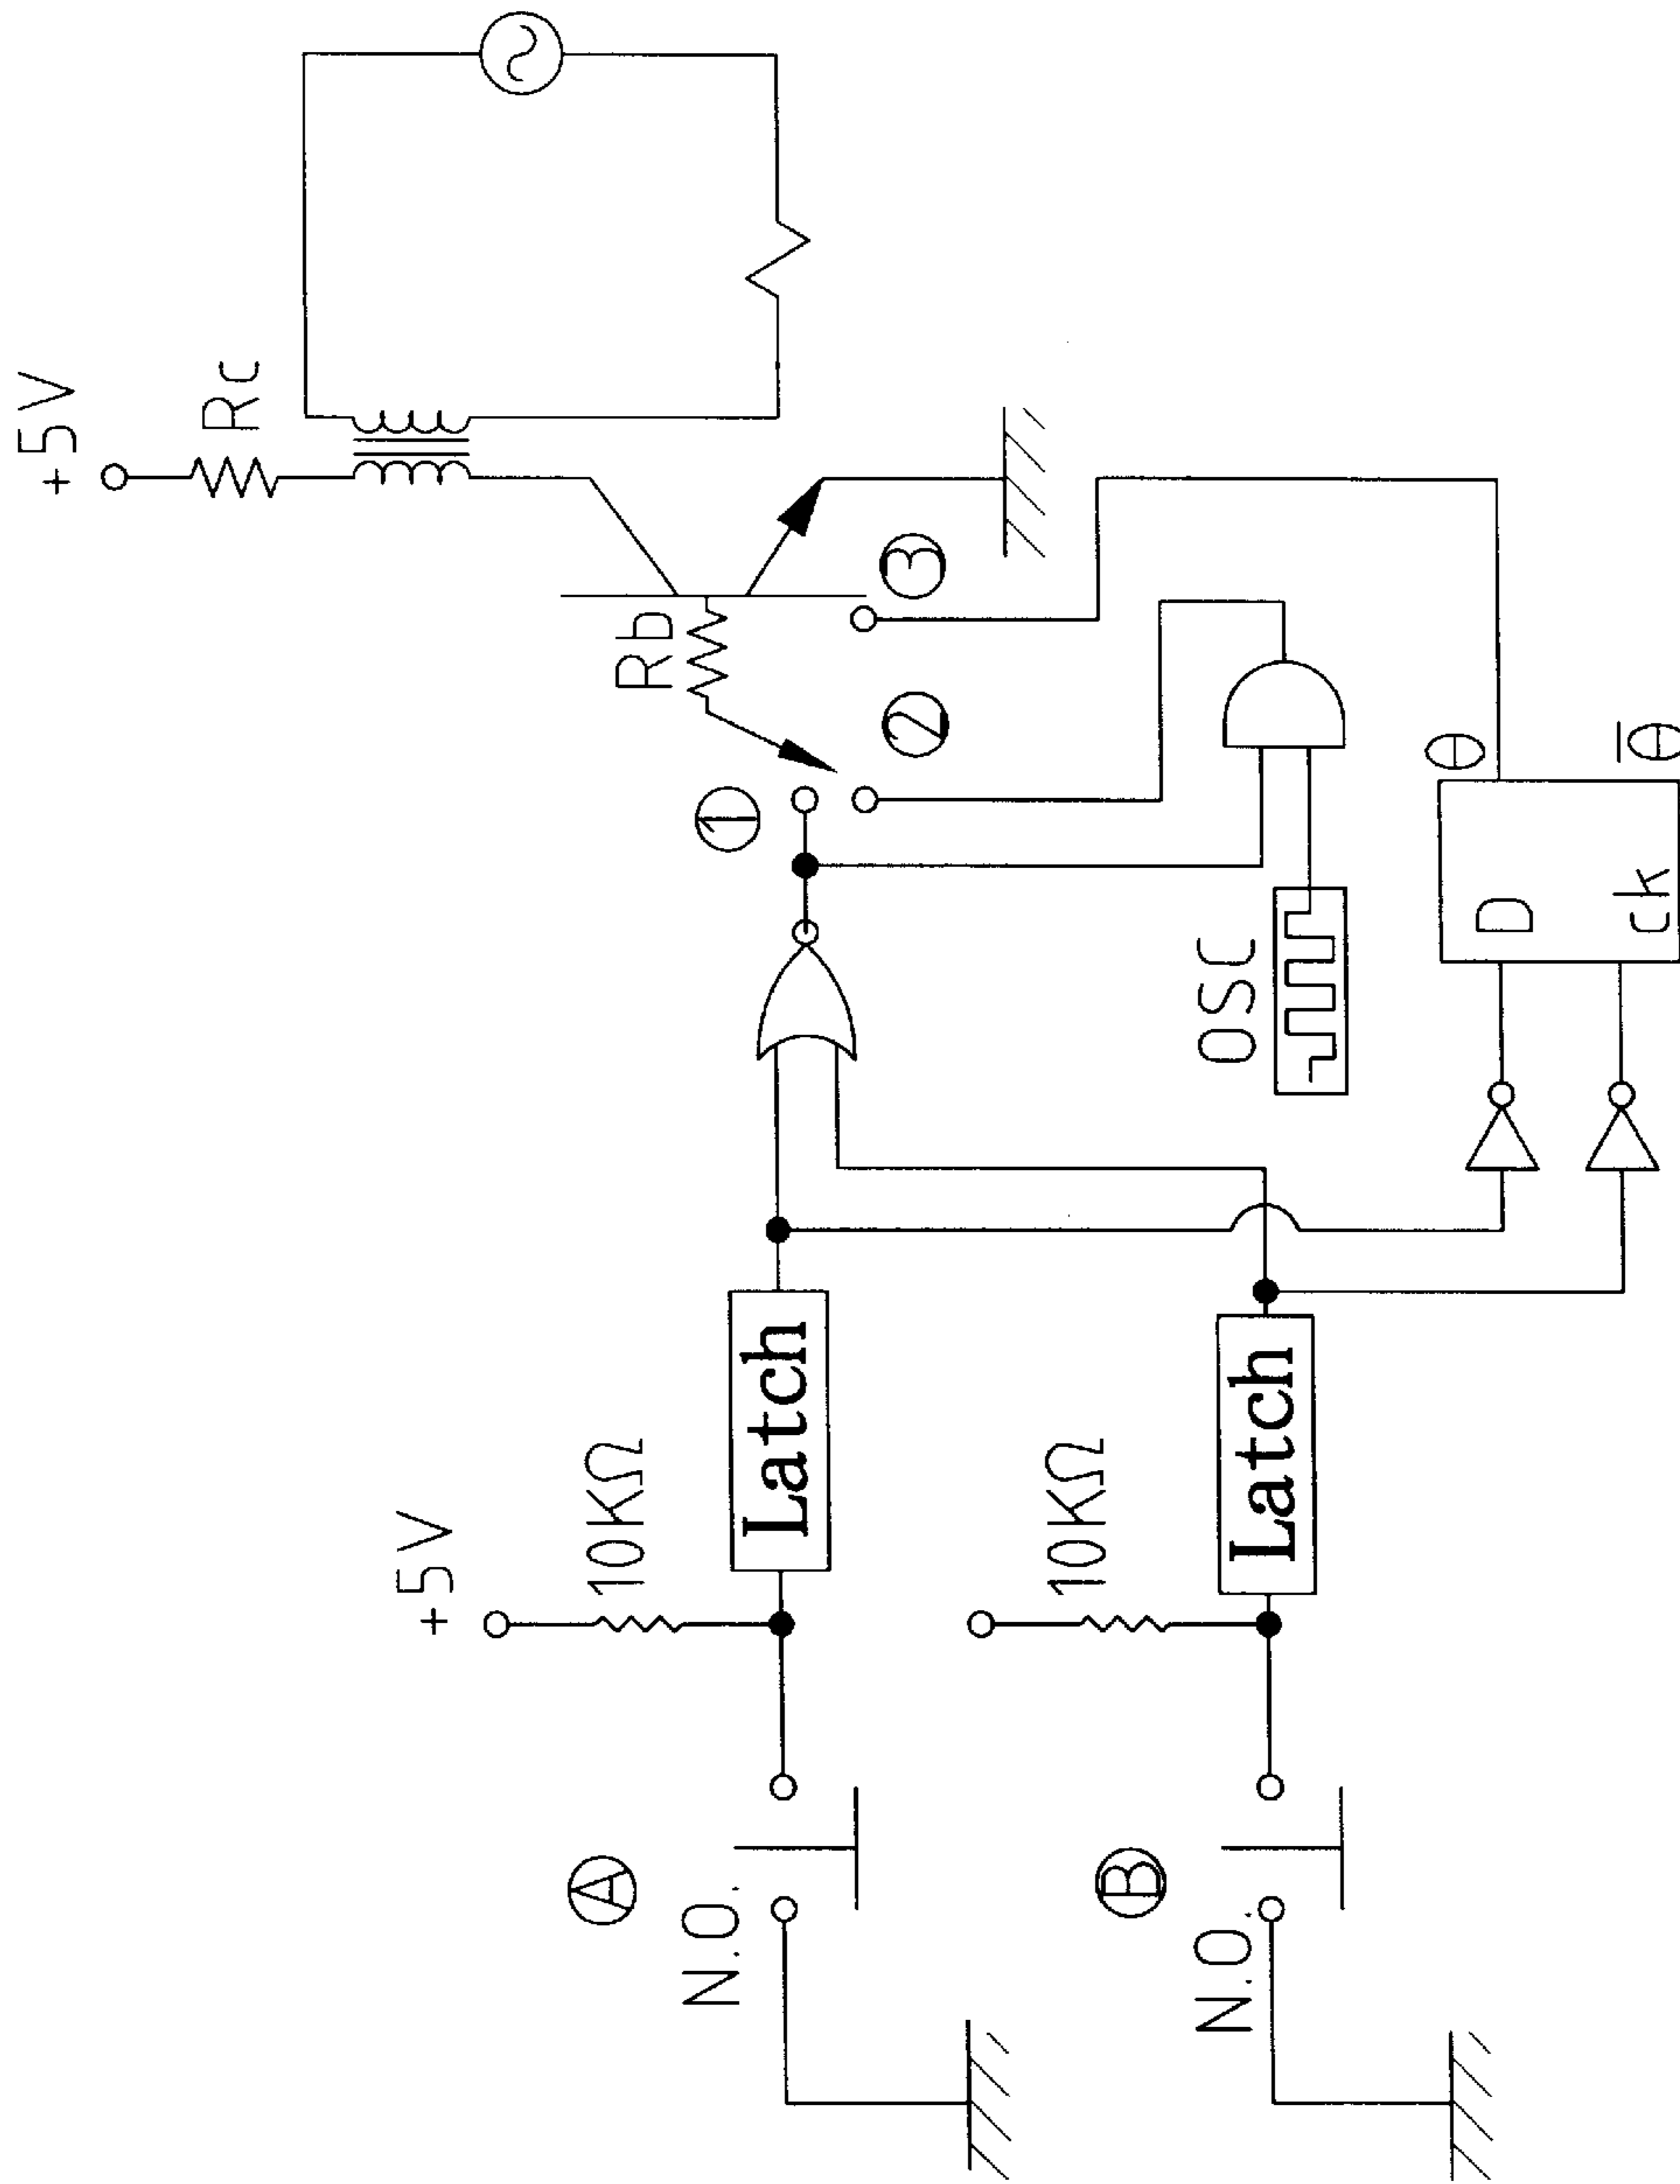 +5V
Rc
Rb
①
②
③
+5V
10KΩ
Latch
Ⓐ
N.O.
10KΩ
Latch
Ⓑ
N.O.
OSC
D
ck
θ
θ̅